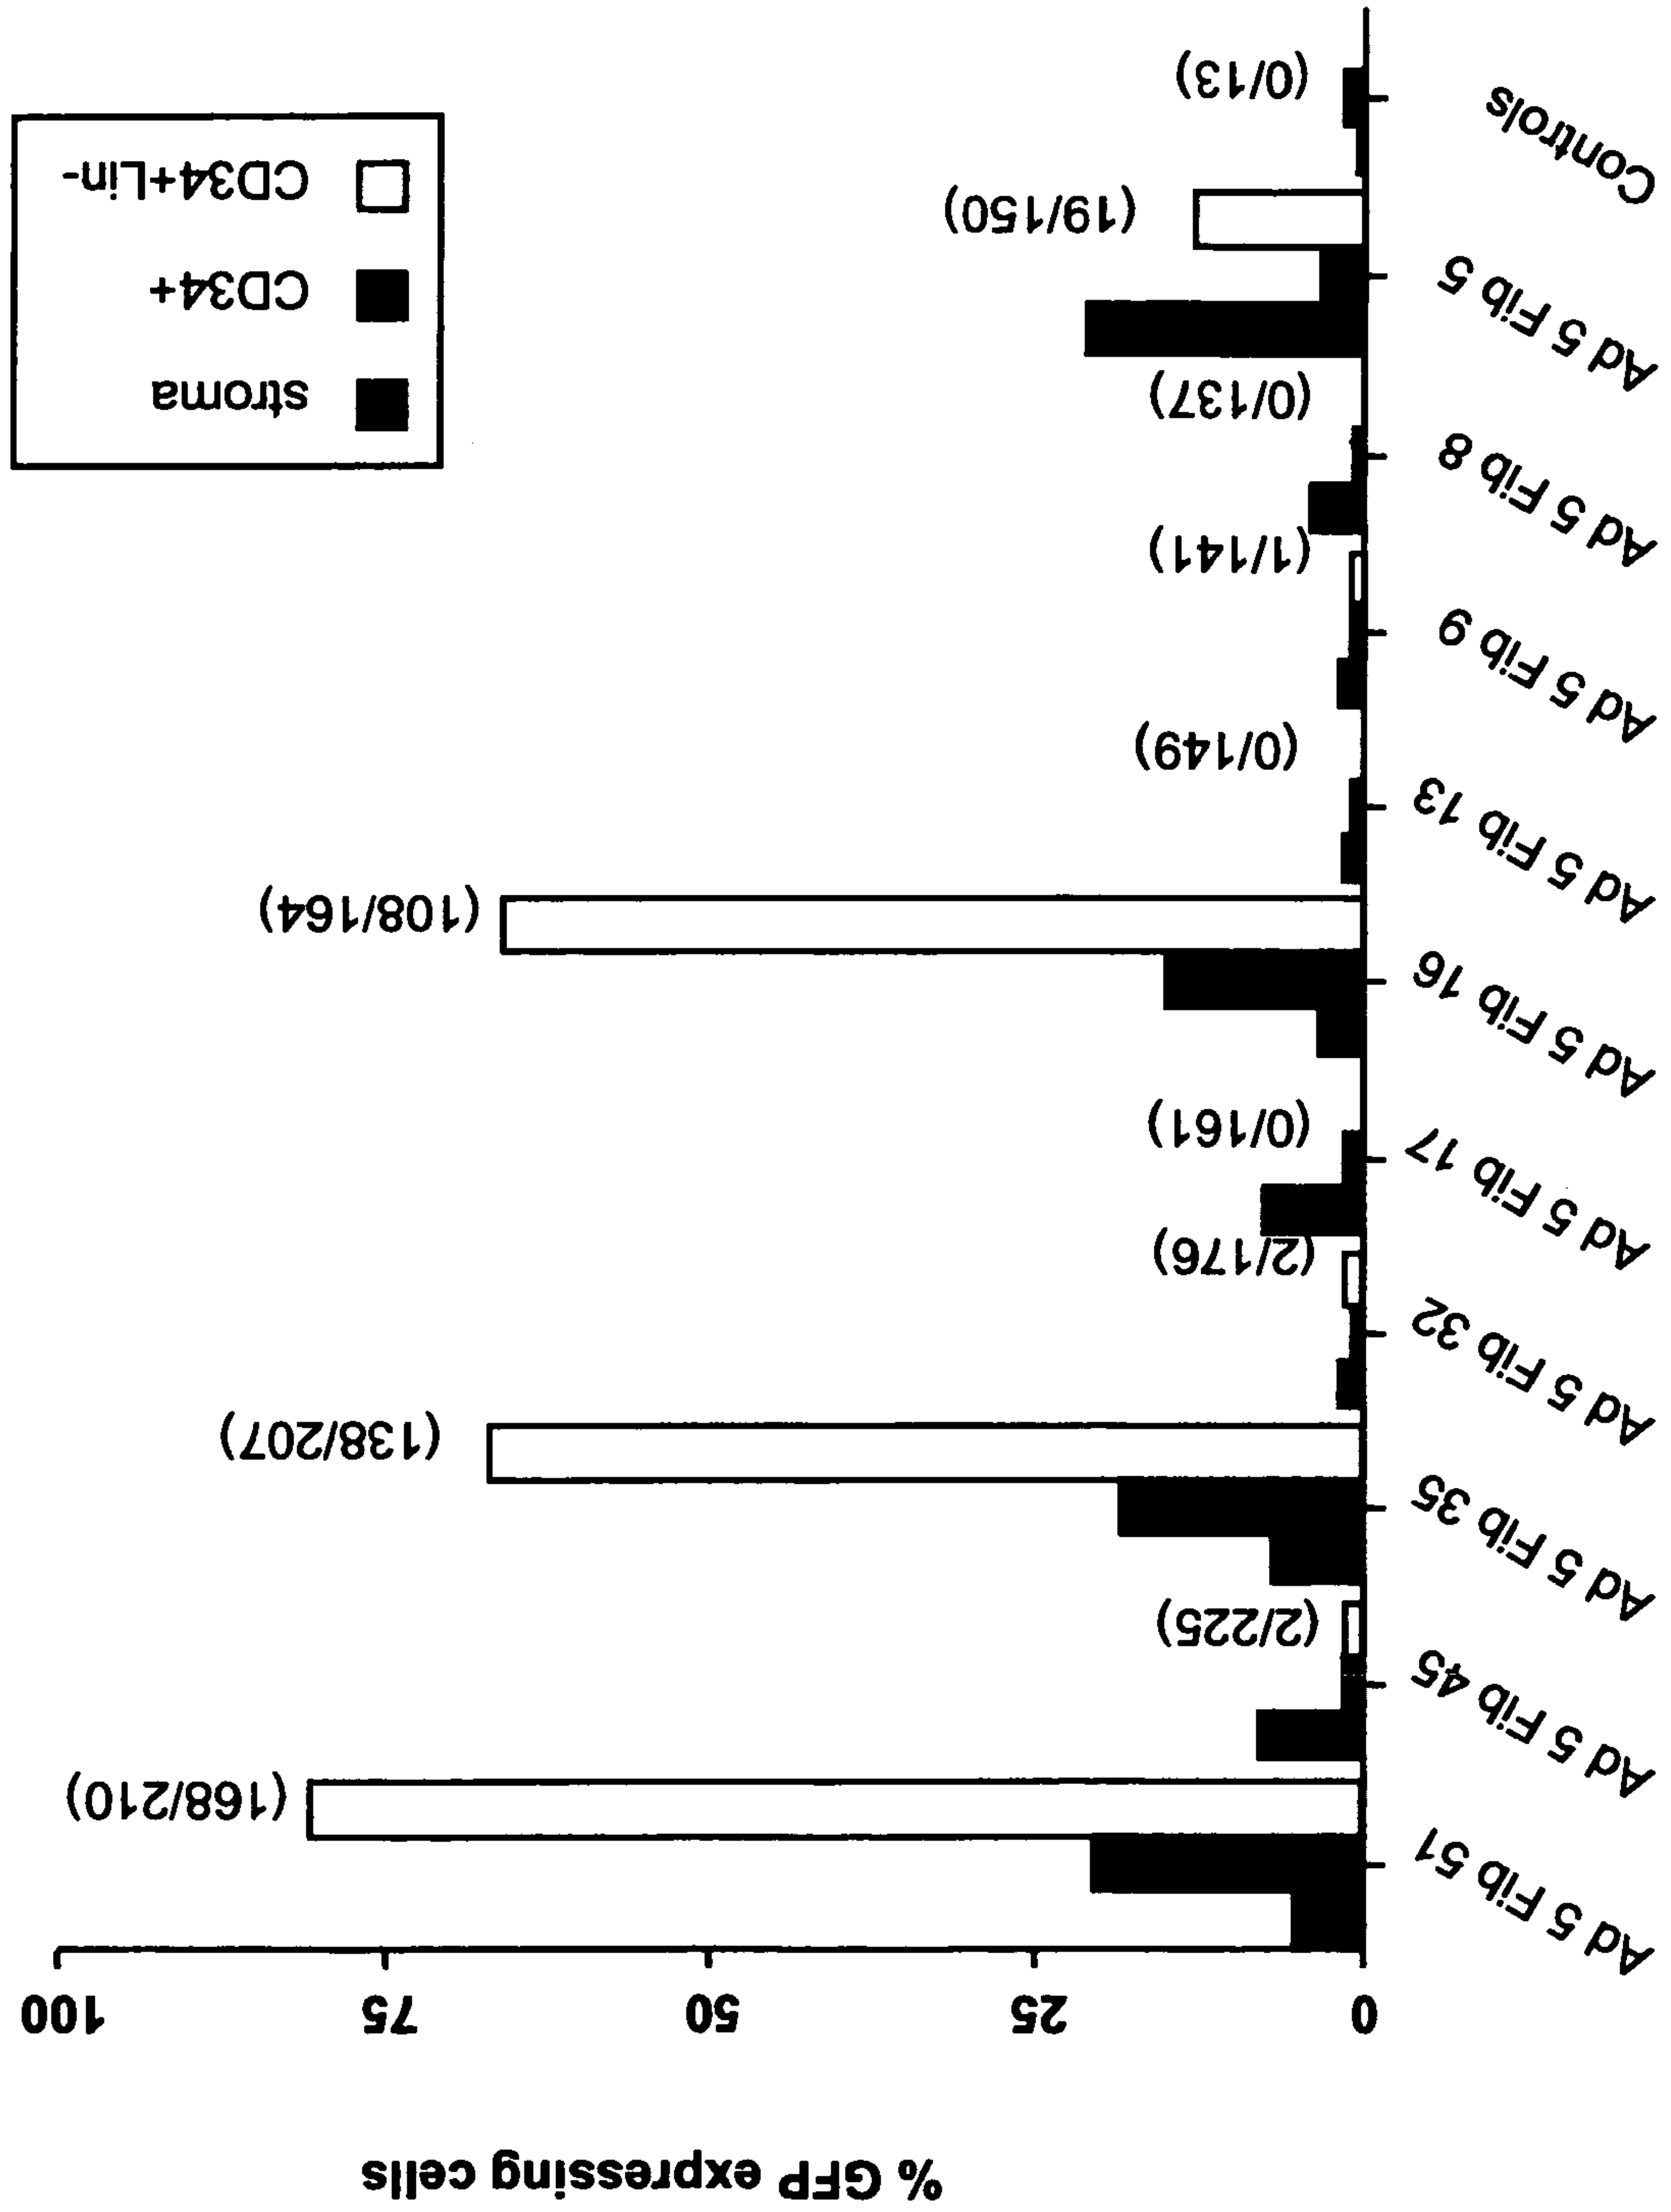 % GFP expressing cells
0
25
50
75
100
Ad 5 Fib 51
(168/210)
Ad 5 Fib 45
(2/225)
Ad 5 Fib 35
(138/207)
Ad 5 Fib 32
(2/176)
Ad 5 Fib 17
(0/161)
Ad 5 Fib 16
(108/164)
Ad 5 Fib 13
(0/149)
Ad 5 Fib 9
(1/141)
Ad 5 Fib 8
(0/137)
Ad 5 Fib 5
(19/150)
Controls
(0/13)
stroma
CD34+
CD34+Lin-